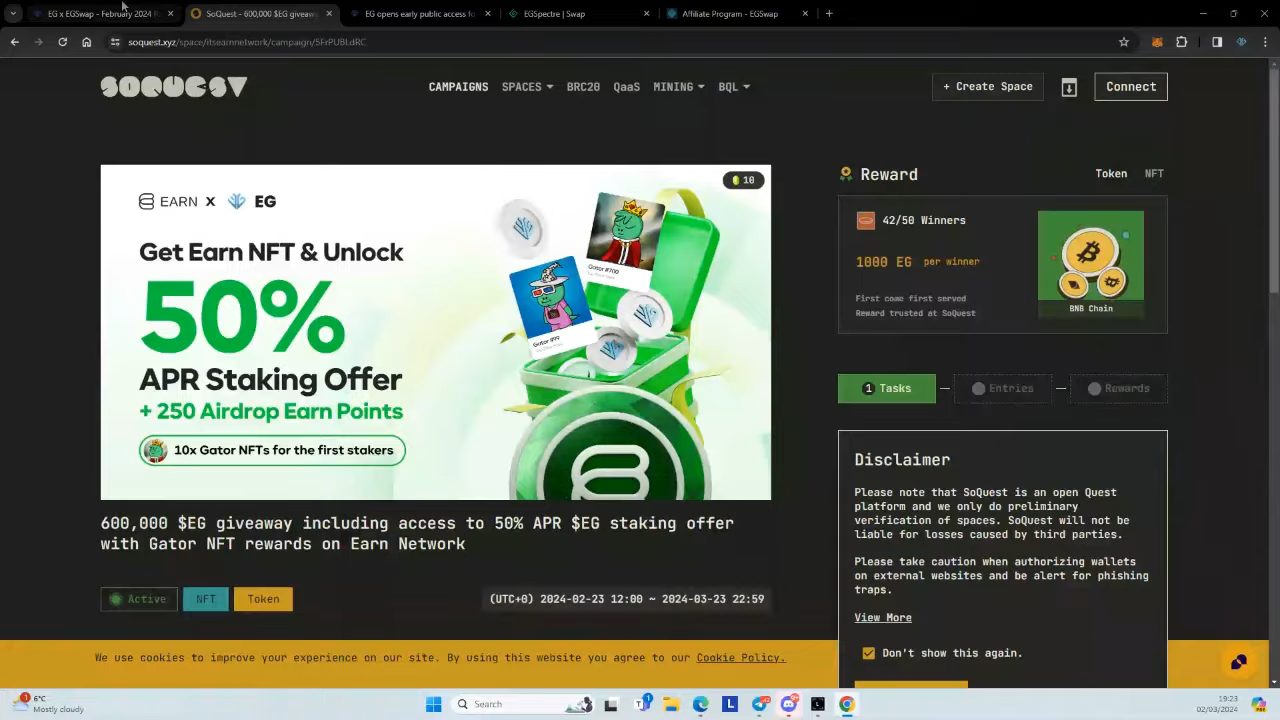 EG x EGSwap - February 2024 R
SoQuest - 600,000 $EG giveaw
EG opens early public access fo
EGSpectre | Swap
Affiliate Program - EGSwap
soquest.xyz/space/itsearnnetwork/campaign/5FrPUBLdRC
SOQUEST
CAMPAIGNS
SPACES
BRC20
QaaS
MINING
BQL
+ Create Space
Connect
EARN X EG
10
Get Earn NFT & Unlock
50%
APR Staking Offer
+ 250 Airdrop Earn Points
10x Gator NFTs for the first stakers
Gator #700
600,000 $EG giveaway including access to 50% APR $EG staking offer
with Gator NFT rewards on Earn Network
Active
NFT
Token
(UTC+0) 2024-02-23 12:00 ~ 2024-03-23 22:59
Reward
Token
NFT
42/50 Winners
1000 EG per winner
First come first served
Reward trusted at SoQuest
BNB Chain
1 Tasks
Entries
Rewards
Disclaimer
Please note that SoQuest is an open Quest
platform and we only do preliminary
verification of spaces. SoQuest will not be
liable for losses caused by third parties.
Please take caution when authorizing wallets
on external websites and be alert for phishing
traps.
View More
Don't show this again.
We use cookies to improve your experience on our site. By using this website you agree to our Cookie Policy.
6°C
Mostly cloudy
Search
19:23
02/03/2024